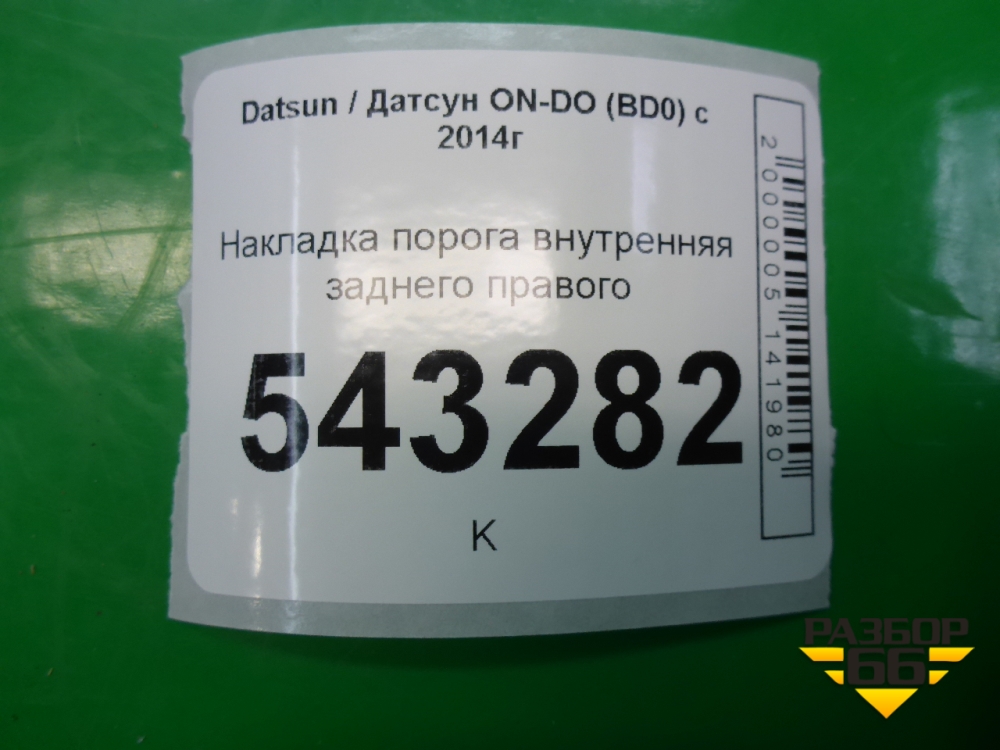 Datsun / Датсун ON-DO (BD0) с
2014г
Накладка порога внутренняя
заднего правого
543282
К
2000005141980
РАЗБОР
66